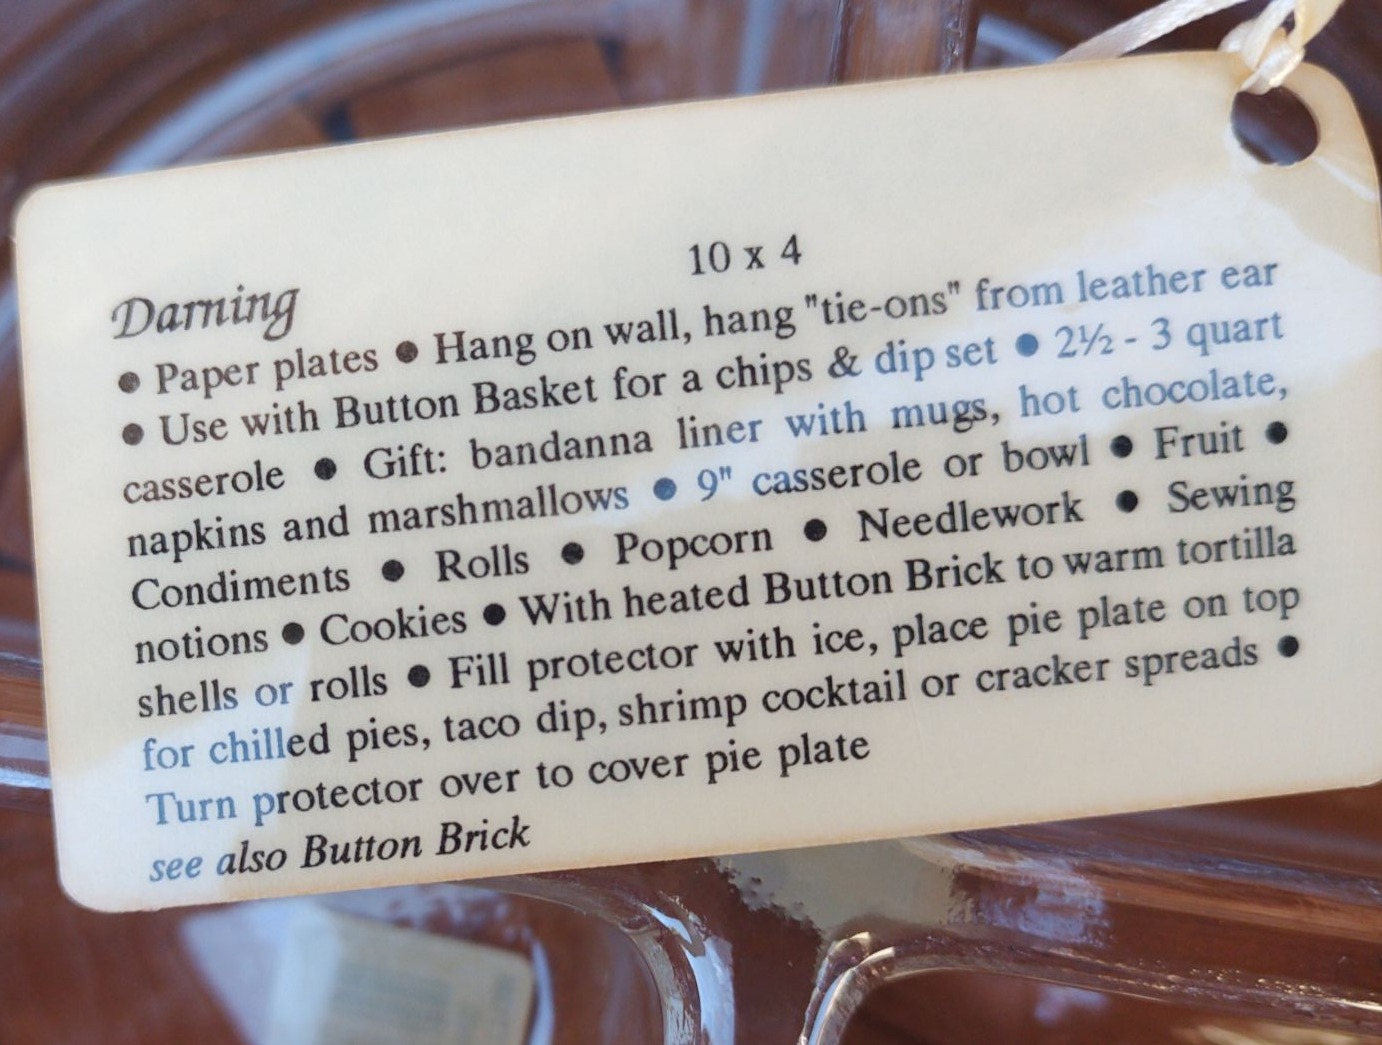 Darning 10 x 4
• Paper plates • Hang on wall, hang "tie-ons" from leather ear
• Use with Button Basket for a chips & dip set • 2½ - 3 quart
casserole • Gift: bandanna liner with mugs, hot chocolate,
napkins and marshmallows • 9" casserole or bowl • Fruit •
Condiments • Rolls • Popcorn • Needlework • Sewing
notions • Cookies • With heated Button Brick to warm tortilla
shells or rolls • Fill protector with ice, place pie plate on top
for chilled pies, taco dip, shrimp cocktail or cracker spreads •
Turn protector over to cover pie plate
see also Button Brick